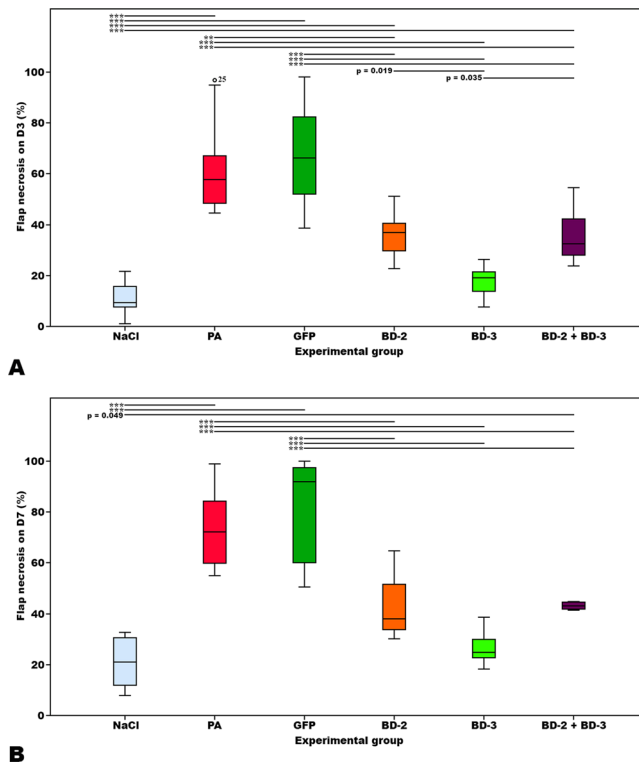 ***
***
***
***
**
***
***
***
***
***
p = 0.019
p = 0.035
25
100
80
60
40
20
0
Flap necrosis on D3 (%)
NaCl PA GFP BD-2 BD-3 BD-2 + BD-3
Experimental group
A
***
***
p = 0.049
***
***
***
***
***
***
100
80
60
40
20
0
Flap necrosis on D7 (%)
NaCl PA GFP BD-2 BD-3 BD-2 + BD-3
Experimental group
B